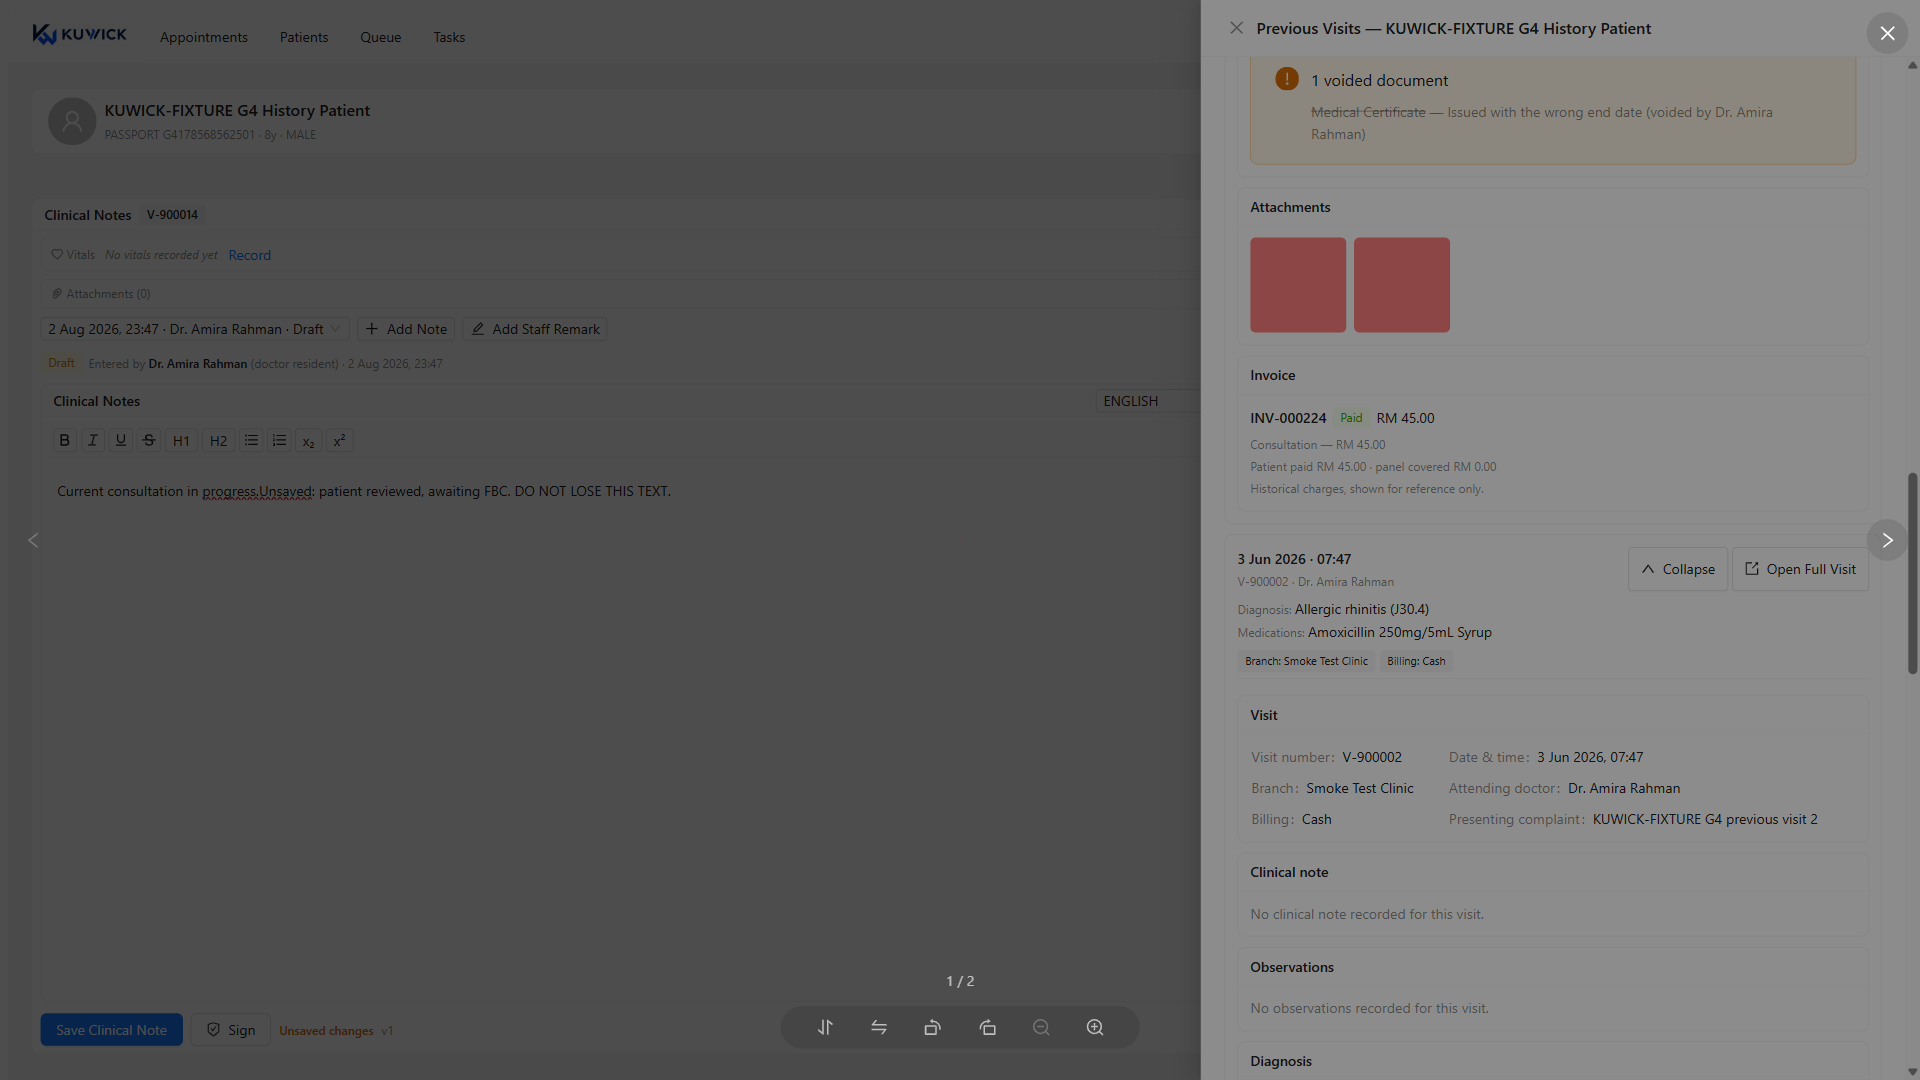 KUWICK
Appointments
Patients
Queue
Tasks
KUWICK-FIXTURE G4 History Patient
PASSPORT G4178568562501 · 8y · MALE
Clinical Notes
V-900014
Vitals
No vitals recorded yet
Record
Attachments (0)
2 Aug 2026, 23:47 · Dr. Amira Rahman · Draft
Add Note
Add Staff Remark
Draft
Entered by Dr. Amira Rahman (doctor resident) · 2 Aug 2026, 23:47
Clinical Notes
ENGLISH
B
I
U
S
H1
H2
x₂
x²
Current consultation in progress.Unsaved: patient reviewed, awaiting FBC. DO NOT LOSE THIS TEXT.
1 / 2
Save Clinical Note
Sign
Unsaved changes
v1
Previous Visits — KUWICK-FIXTURE G4 History Patient
1 voided document
Medical Certificate — Issued with the wrong end date (voided by Dr. Amira
Rahman)
Attachments
Invoice
INV-000224
Paid
RM 45.00
Consultation — RM 45.00
Patient paid RM 45.00 · panel covered RM 0.00
Historical charges, shown for reference only.
3 Jun 2026 · 07:47
V-900002 · Dr. Amira Rahman
Collapse
Open Full Visit
Diagnosis: Allergic rhinitis (J30.4)
Medications: Amoxicillin 250mg/5mL Syrup
Branch: Smoke Test Clinic
Billing: Cash
Visit
Visit number: V-900002
Date & time: 3 Jun 2026, 07:47
Branch: Smoke Test Clinic
Attending doctor: Dr. Amira Rahman
Billing: Cash
Presenting complaint: KUWICK-FIXTURE G4 previous visit 2
Clinical note
No clinical note recorded for this visit.
Observations
No observations recorded for this visit.
Diagnosis